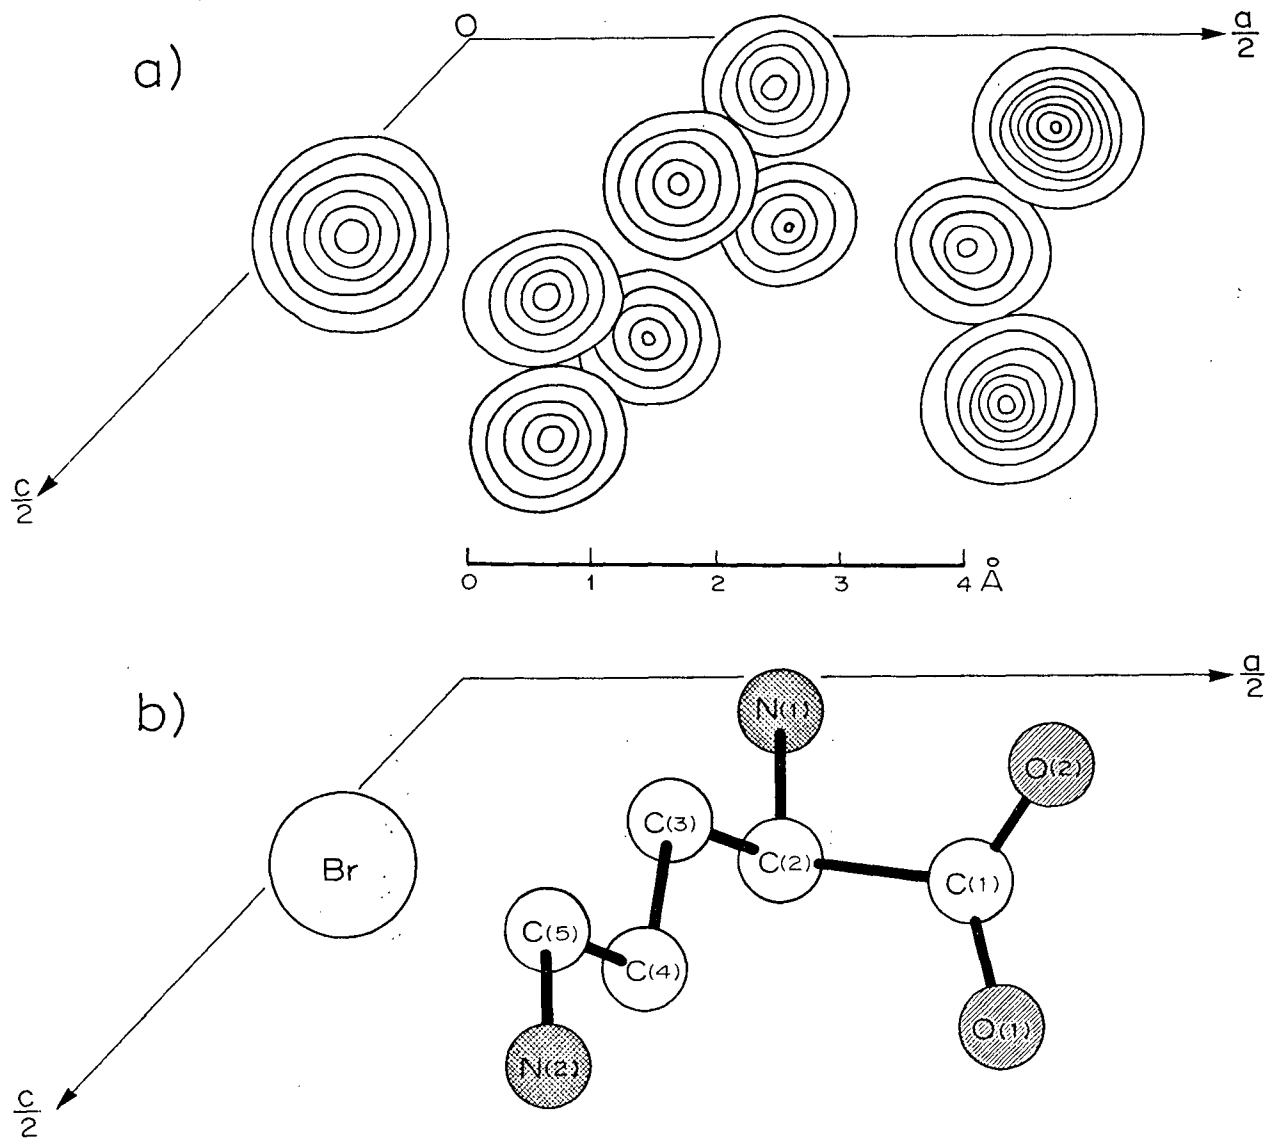 O
a/2
a)
c/2
0 1 2 3 4 Å
a/2
b)
N(1)
O(2)
C(3)
C(2)
Br
C(1)
C(5)
C(4)
O(1)
N(2)
c/2